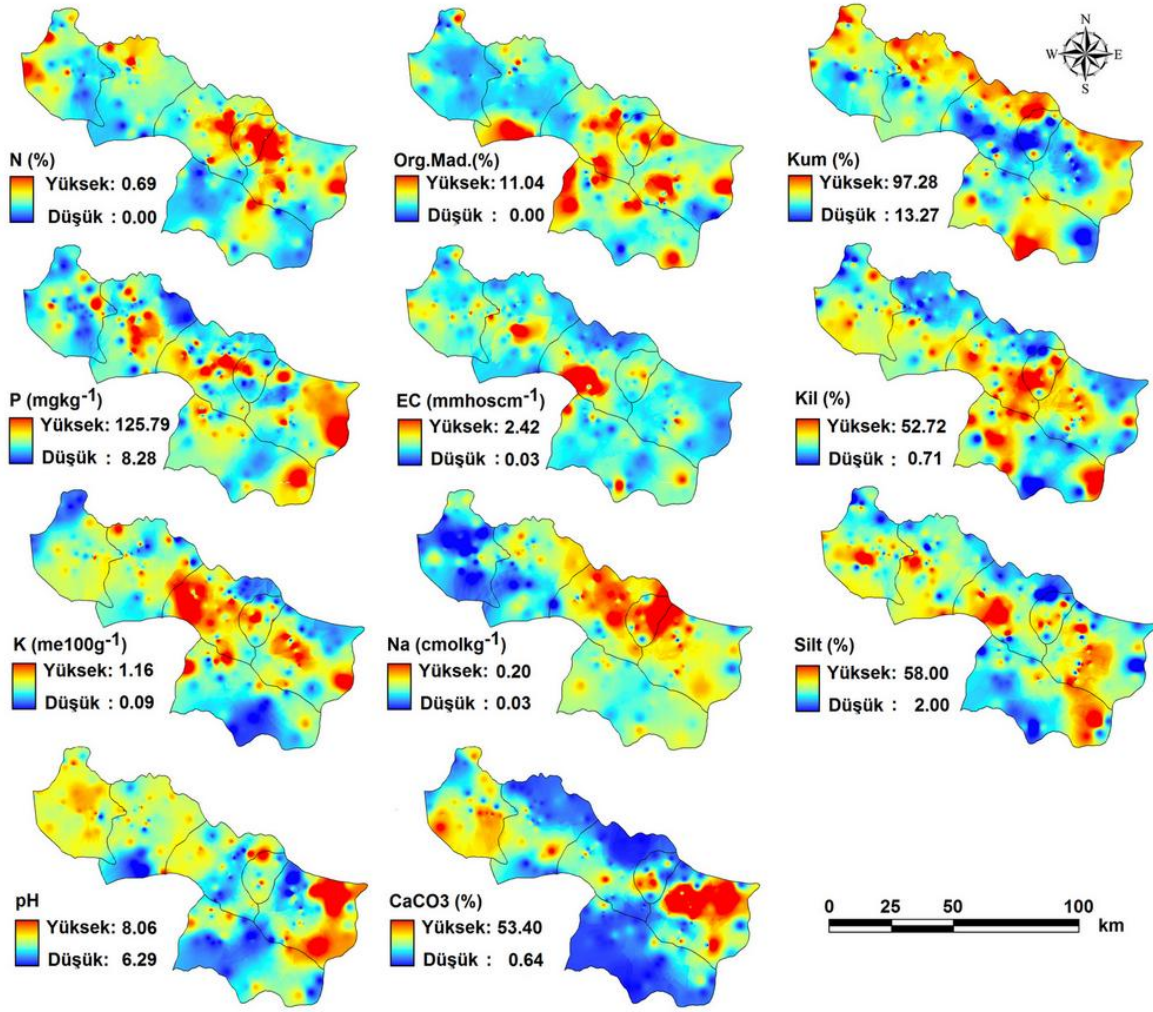 N
W E
S
N (%)
Yüksek: 0.69
Düşük : 0.00
Org.Mad.(%)
Yüksek: 11.04
Düşük : 0.00
Kum (%)
Yüksek: 97.28
Düşük : 13.27
P (mgkg-1)
Yüksek: 125.79
Düşük : 8.28
EC (mmhoscm-1)
Yüksek: 2.42
Düşük : 0.03
Kil (%)
Yüksek: 52.72
Düşük : 0.71
K (me100g-1)
Yüksek: 1.16
Düşük : 0.09
Na (cmolkg-1)
Yüksek: 0.20
Düşük : 0.03
Silt (%)
Yüksek: 58.00
Düşük : 2.00
pH
Yüksek: 8.06
Düşük: 6.29
CaCO3 (%)
Yüksek: 53.40
Düşük : 0.64
0 25 50 100
km